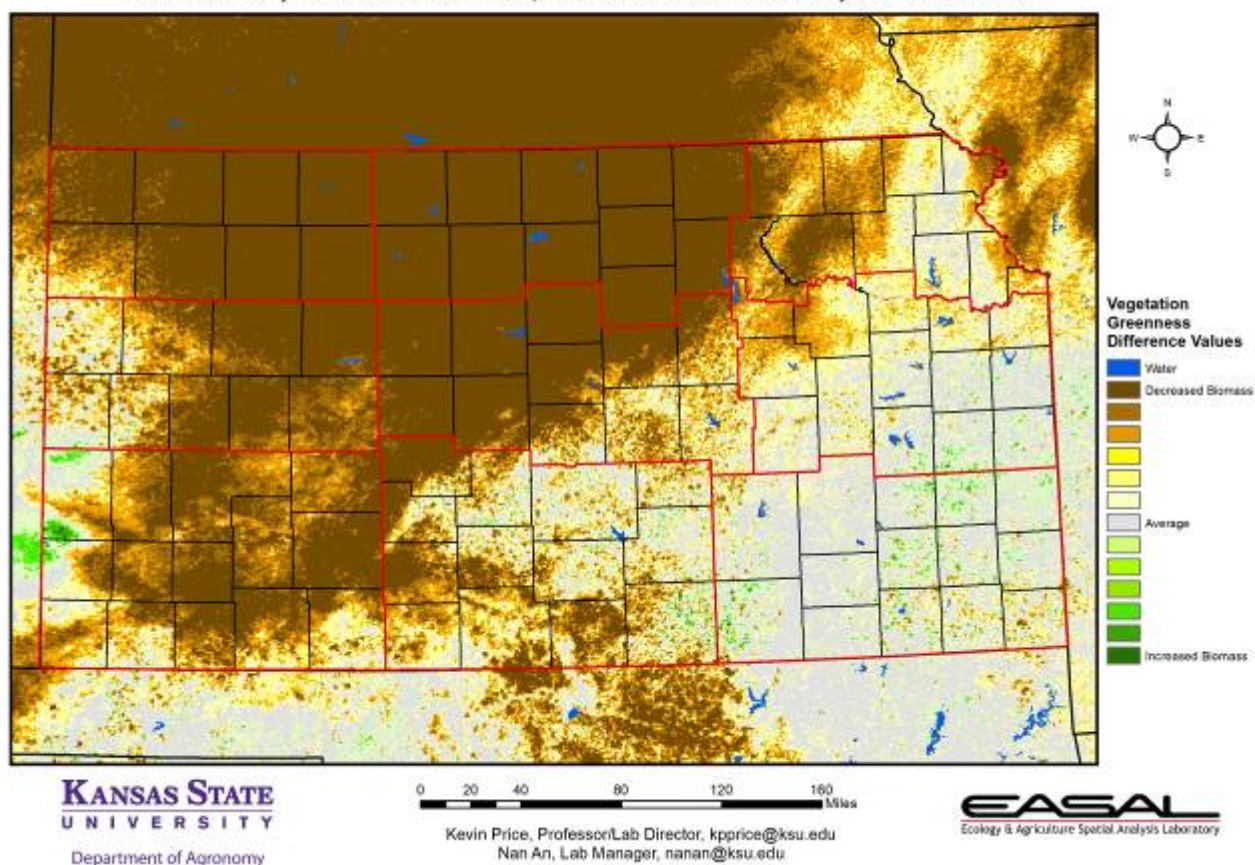 N
W
E
S
Vegetation
Greenness
Difference Values
Water
Decreased Biomass
Average
Increased Biomass
KANSAS STATE
UNIVERSITY
Department of Agronomy
0 20 40 80 120 160
Miles
Kevin Price, Professor/Lab Director, kpprice@ksu.edu
Nan An, Lab Manager, nanan@ksu.edu
EASAL
Ecology & Agriculture Spatial Analysis Laboratory